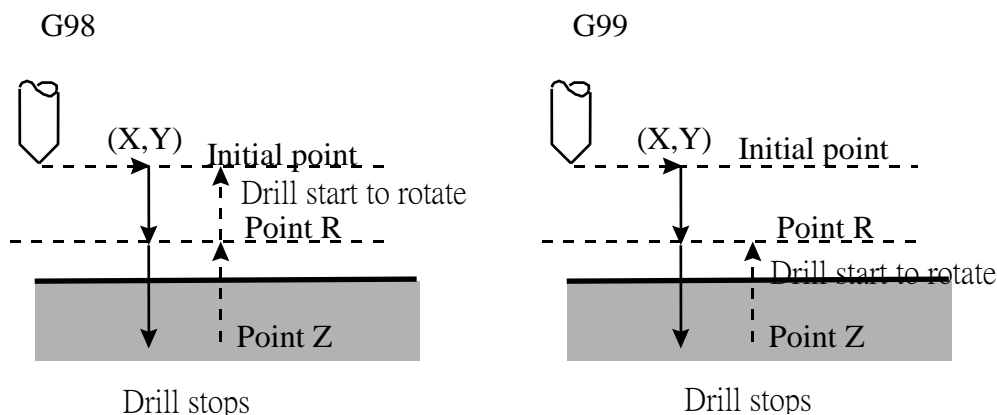 G98
(X,Y)
Initial point
Drill start to rotate
Point R
Point Z
Drill stops
G99
(X,Y)
Initial point
Point R
Drill start to rotate
Point Z
Drill stops